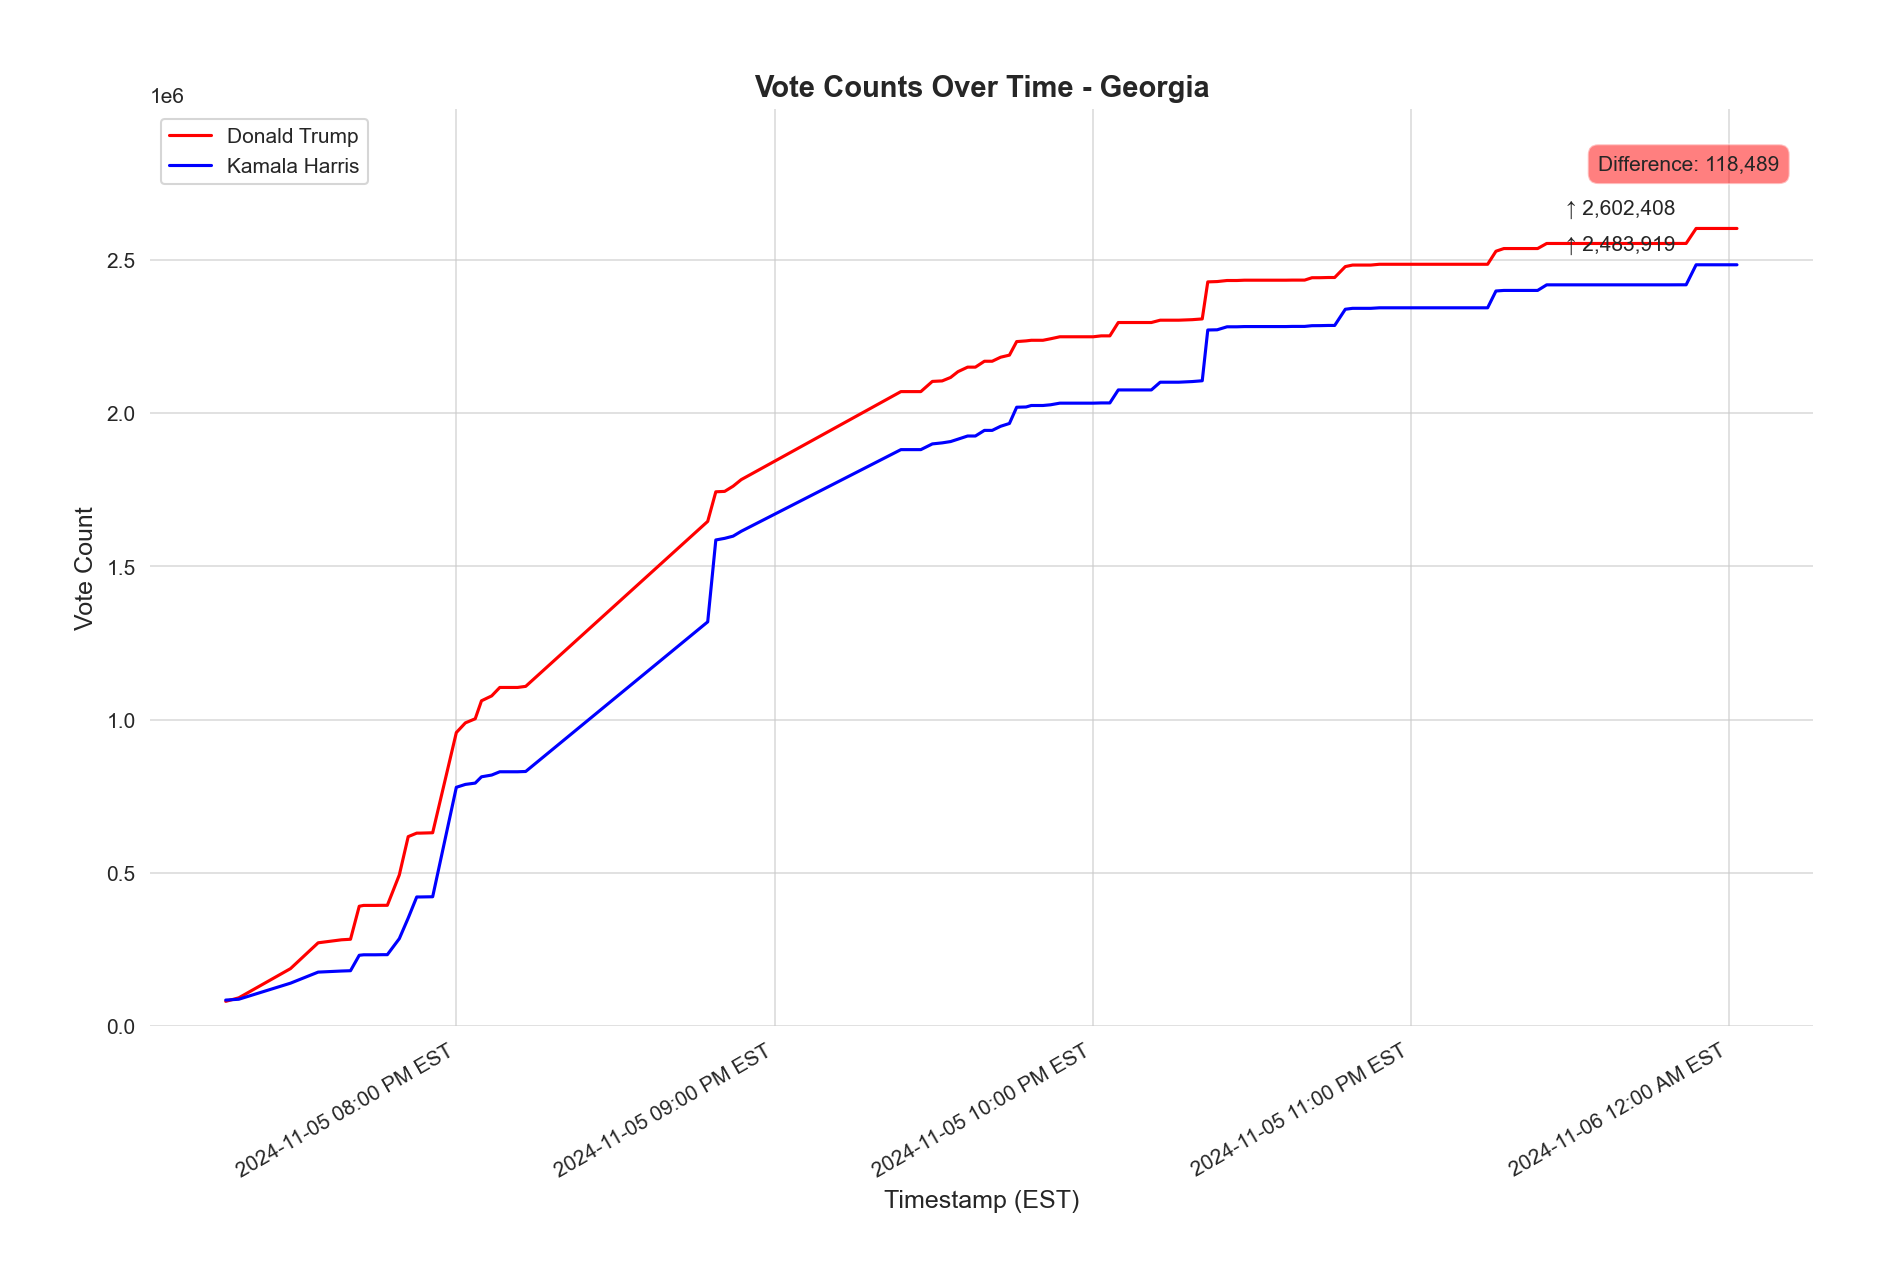 Vote Counts Over Time - Georgia
1e6
Donald Trump
Kamala Harris
Difference: 118,489
↑ 2,602,408
↑ 2,483,919
2.5
2.0
1.5
1.0
0.5
0.0
Vote Count
2024-11-05 08:00 PM EST
2024-11-05 09:00 PM EST
2024-11-05 10:00 PM EST
2024-11-05 11:00 PM EST
2024-11-06 12:00 AM EST
Timestamp (EST)